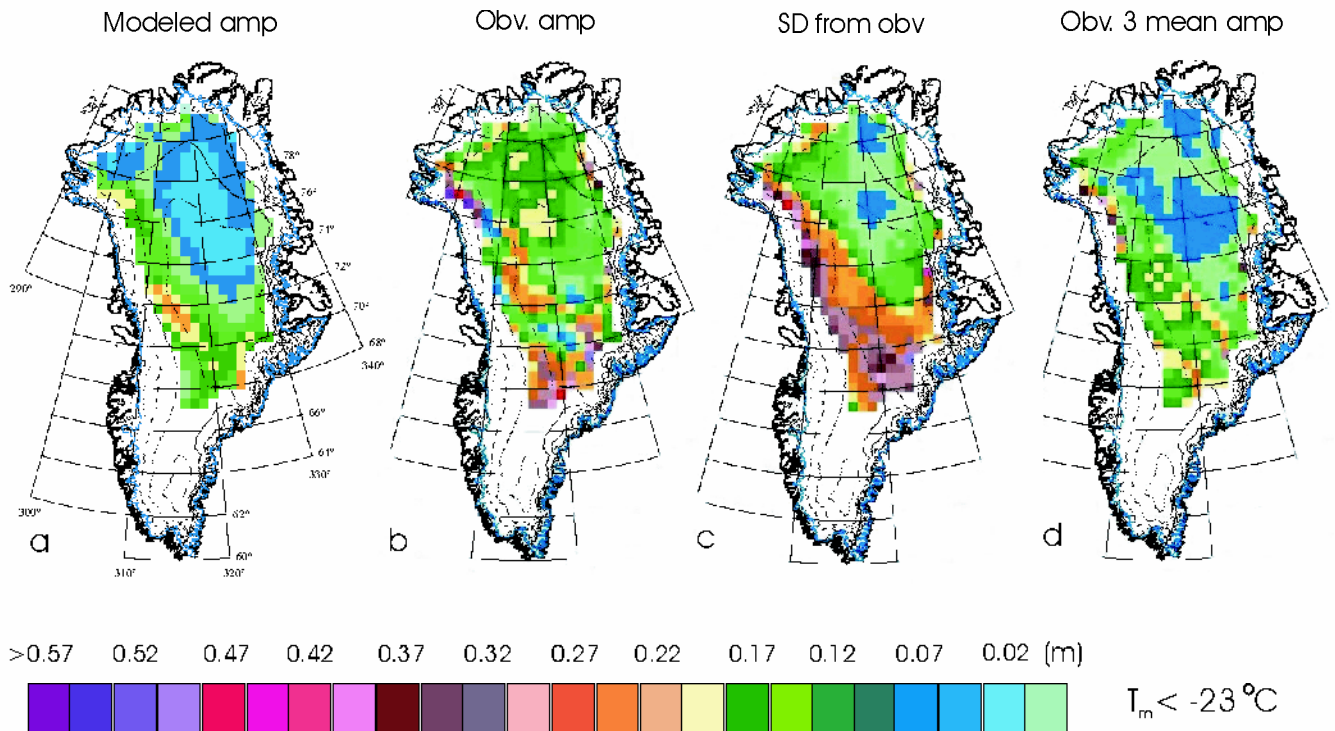 Modeled amp
Obv. amp
SD from obv
Obv. 3 mean amp
78°
76°
74°
72°
70°
68°
340°
66°
64°
330°
62°
60°
290°
300°
310°
320°
a
b
c
d
>0.57 0.52 0.47 0.42 0.37 0.32 0.27 0.22 0.17 0.12 0.07 0.02 (m)
Tm < -23 °C